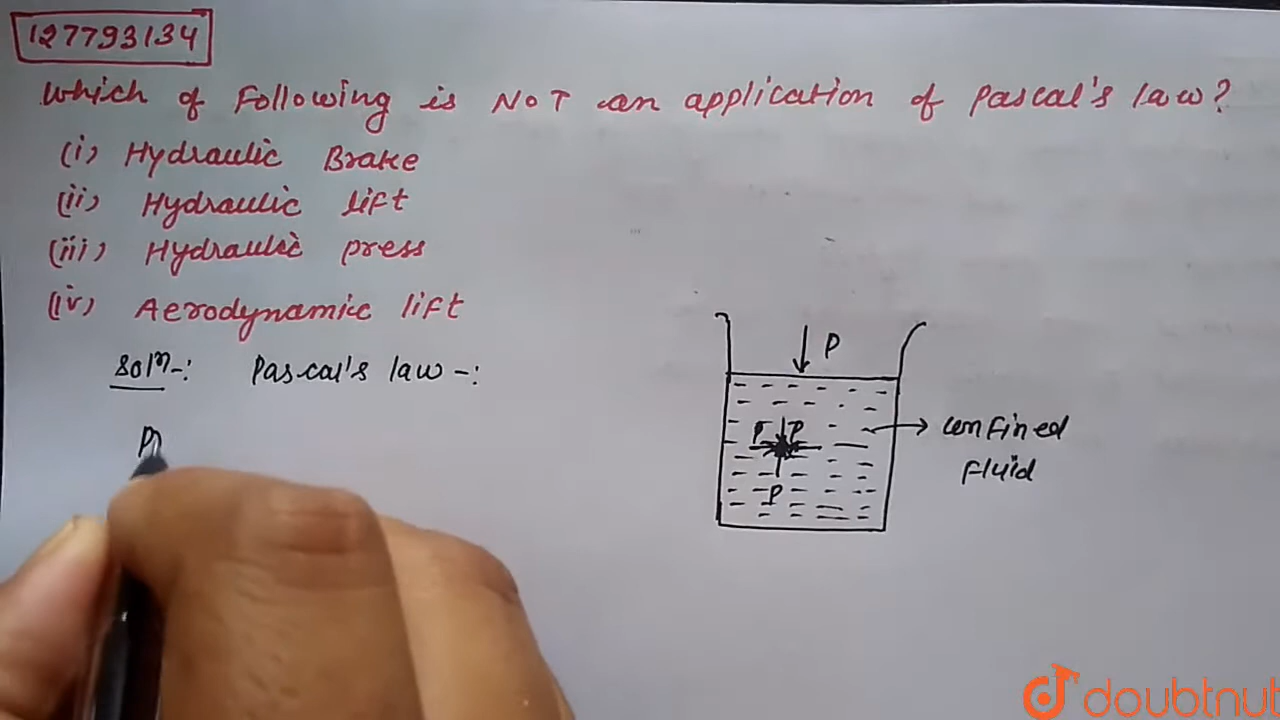 127793134
Which of Following is NOT an application of Pascal's law?
(i) Hydraulic Brake
(ii) Hydraulic lift
(iii) Hydraulic press
(iv) Aerodynamic lift
Soln-: Pascal's law-:
P
P P
P
confined
fluid
doubtnut